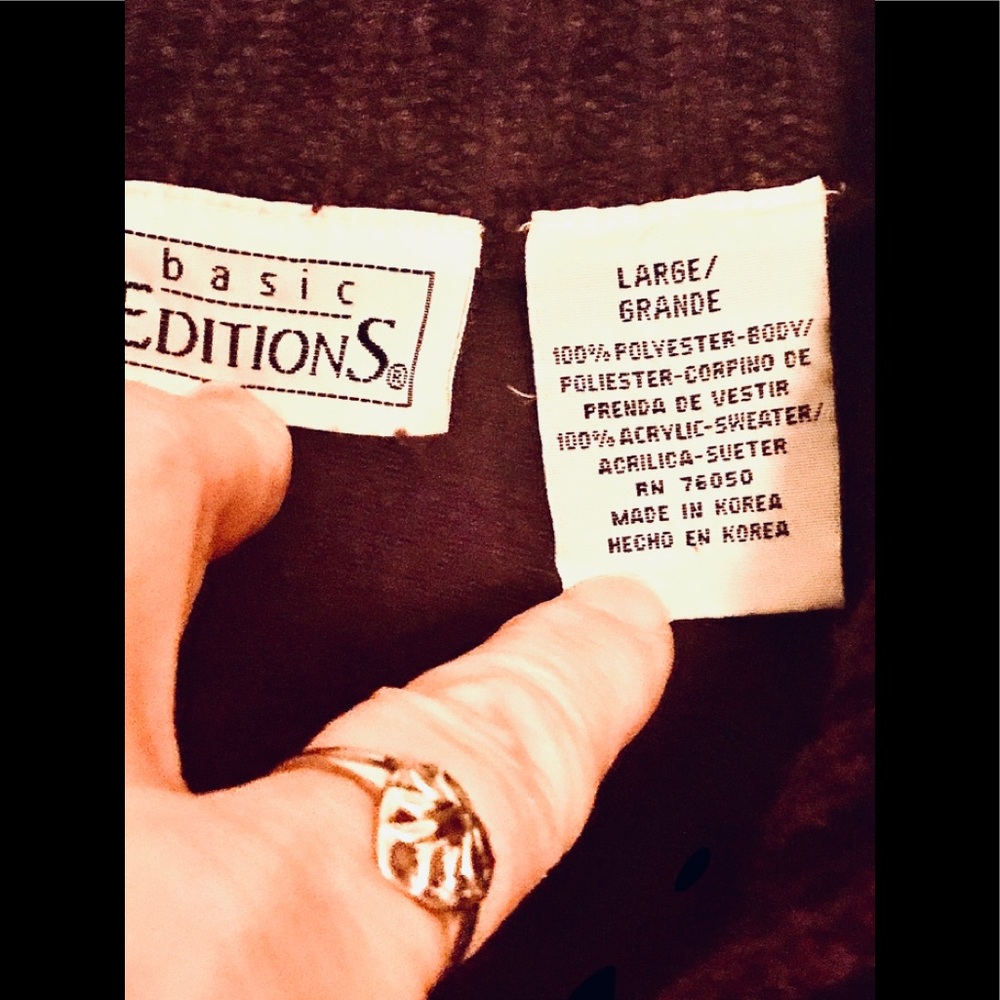 basic
EDITIONS®
LARGE/
GRANDE
100% POLYESTER-BODY/
POLIESTER-CORPINO DE
PRENDA DE VESTIR
100% ACRYLIC-SWEATER/
ACRILICA-SUETER
RN 76050
MADE IN KOREA
HECHO EN KOREA